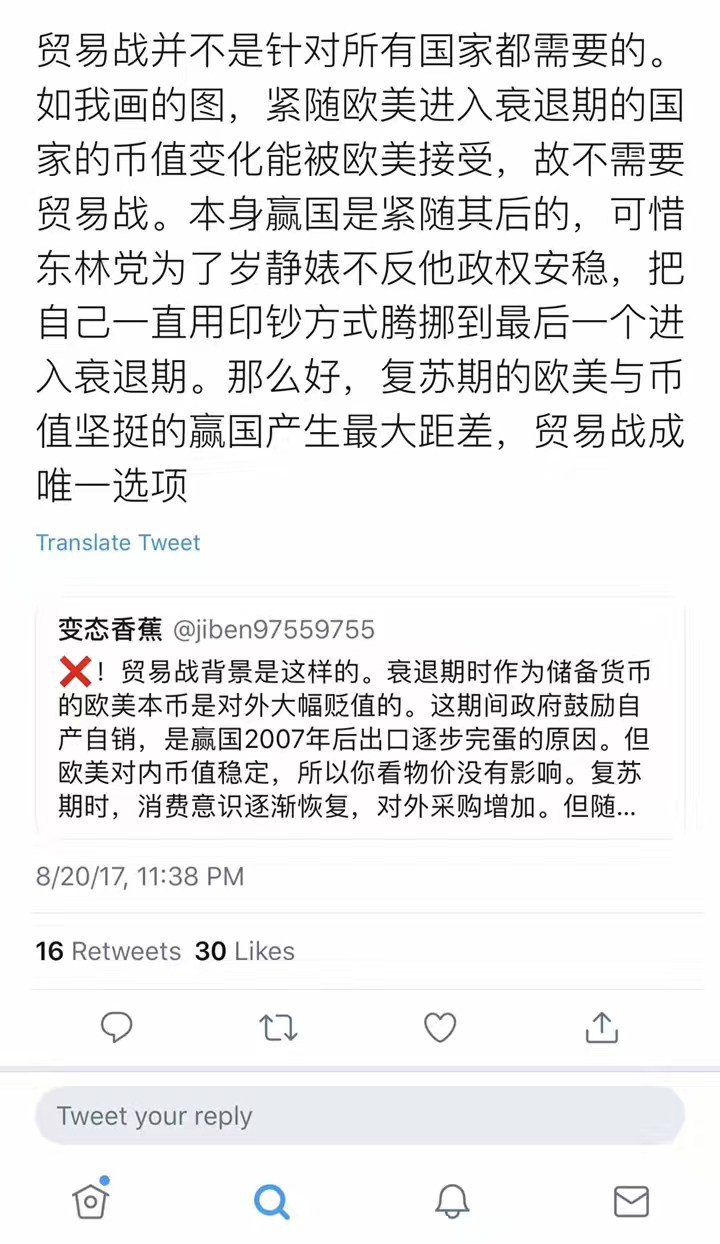 贸易战并不是针对所有国家都需要的。
如我画的图，紧随欧美进入衰退期的国
家的币值变化能被欧美接受，故不需要
贸易战。本身赢国是紧随其后的，可惜
东林党为了岁静婊不反他政权安稳，把
自己一直用印钞方式腾挪到最后一个进
入衰退期。那么好，复苏期的欧美与币
值坚挺的赢国产生最大距差，贸易战成
唯一选项
Translate Tweet
变态香蕉 @jiben97559755
❌！贸易战背景是这样的。衰退期时作为储备货币
的欧美本币是对外大幅贬值的。这期间政府鼓励自
产自销，是赢国2007年后出口逐步完蛋的原因。但
欧美对内币值稳定，所以你看物价没有影响。复苏
期时，消费意识逐渐恢复，对外采购增加。但随...
8/20/17, 11:38 PM
16 Retweets 30 Likes
Tweet your reply